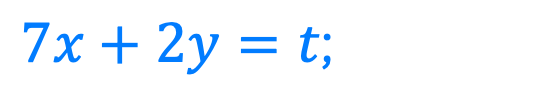 7x + 2y = t;